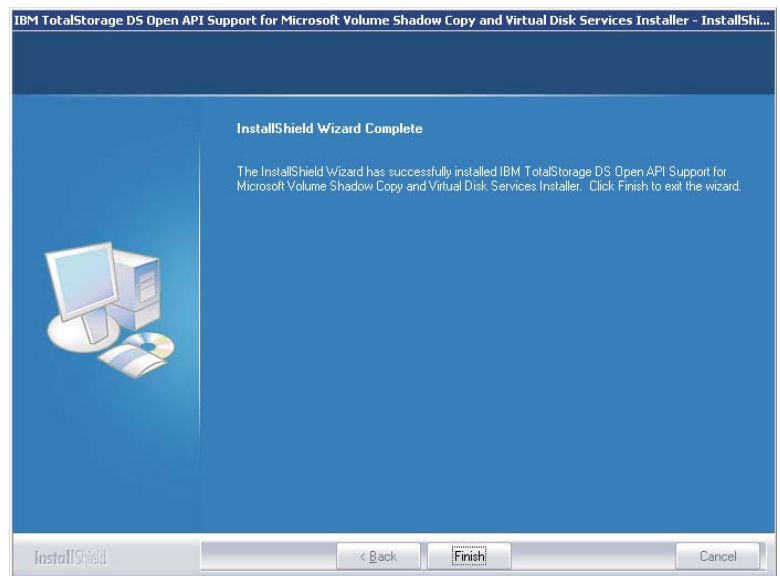 IBM TotalStorage DS Open API Support for Microsoft Volume Shadow Copy and Virtual Disk Services Installer - InstallShi...
InstallShield Wizard Complete
The InstallShield Wizard has successfully installed IBM TotalStorage DS Open API Support for
Microsoft Volume Shadow Copy and Virtual Disk Services Installer. Click Finish to exit the wizard.
InstallShield
< Back
Finish
Cancel